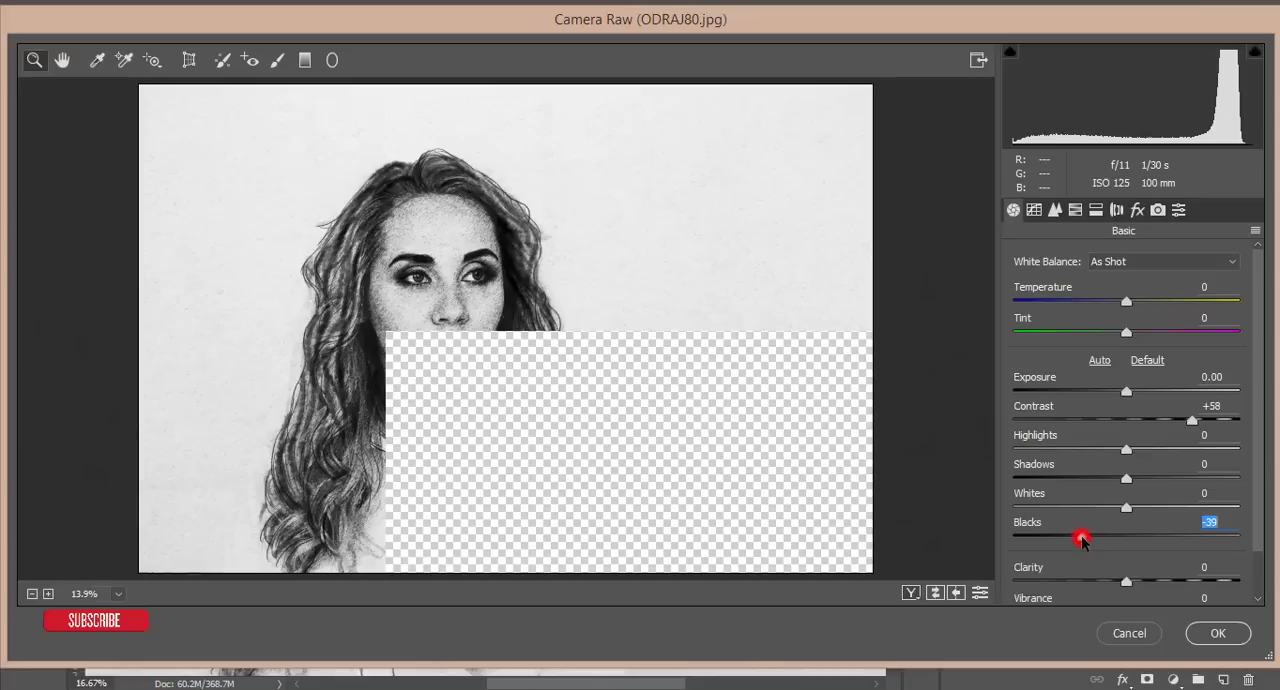 Camera Raw (ODRAJ80.jpg)
R: ---
G: ---
B: ---
f/11 1/30 s
ISO 125 100 mm
Basic
White Balance: As Shot
Temperature 0
Tint 0
Auto Default
Exposure 0.00
Contrast +58
Highlights 0
Shadows 0
Whites 0
Blacks -39
Clarity 0
Vibrance 0
13.9%
Y
SUBSCRIBE
Cancel OK
16.67% Doc: 60.2M/368.7M
fx